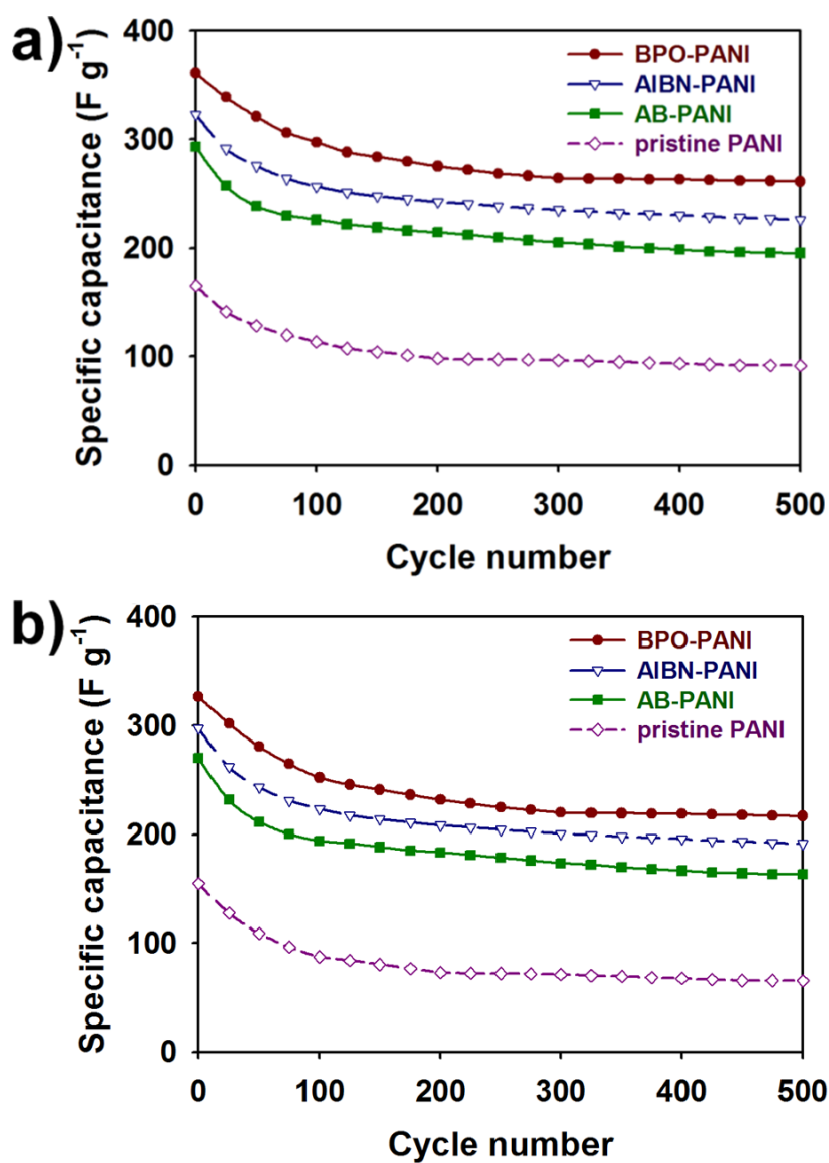 a)
Specific capacitance (F g⁻¹)
400
300
200
100
0
BPO-PANI
AIBN-PANI
AB-PANI
pristine PANI
0 100 200 300 400 500
Cycle number
b)
Specific capacitance (F g⁻¹)
400
300
200
100
0
BPO-PANI
AIBN-PANI
AB-PANI
pristine PANI
0 100 200 300 400 500
Cycle number